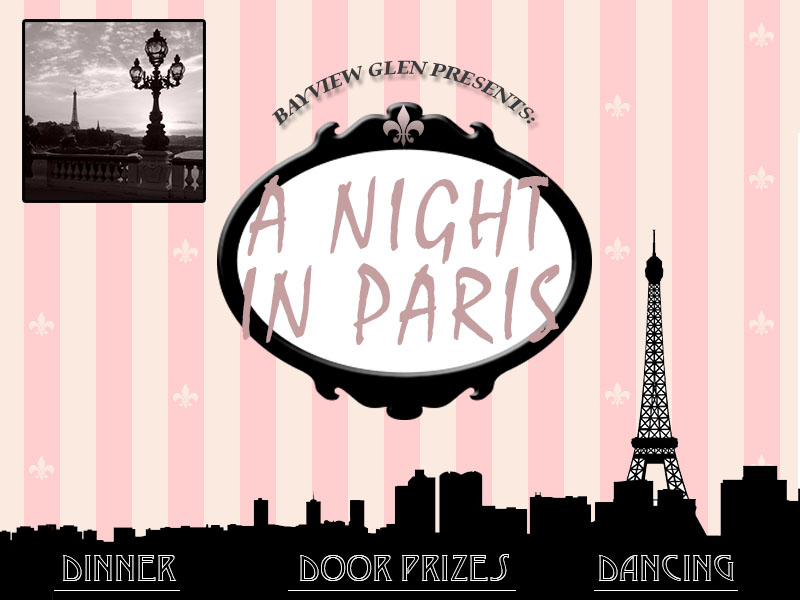 BAYVIEW GLEN PRESENTS:
A NIGHT
IN PARIS
DINNER
DOOR PRIZES
DANCING